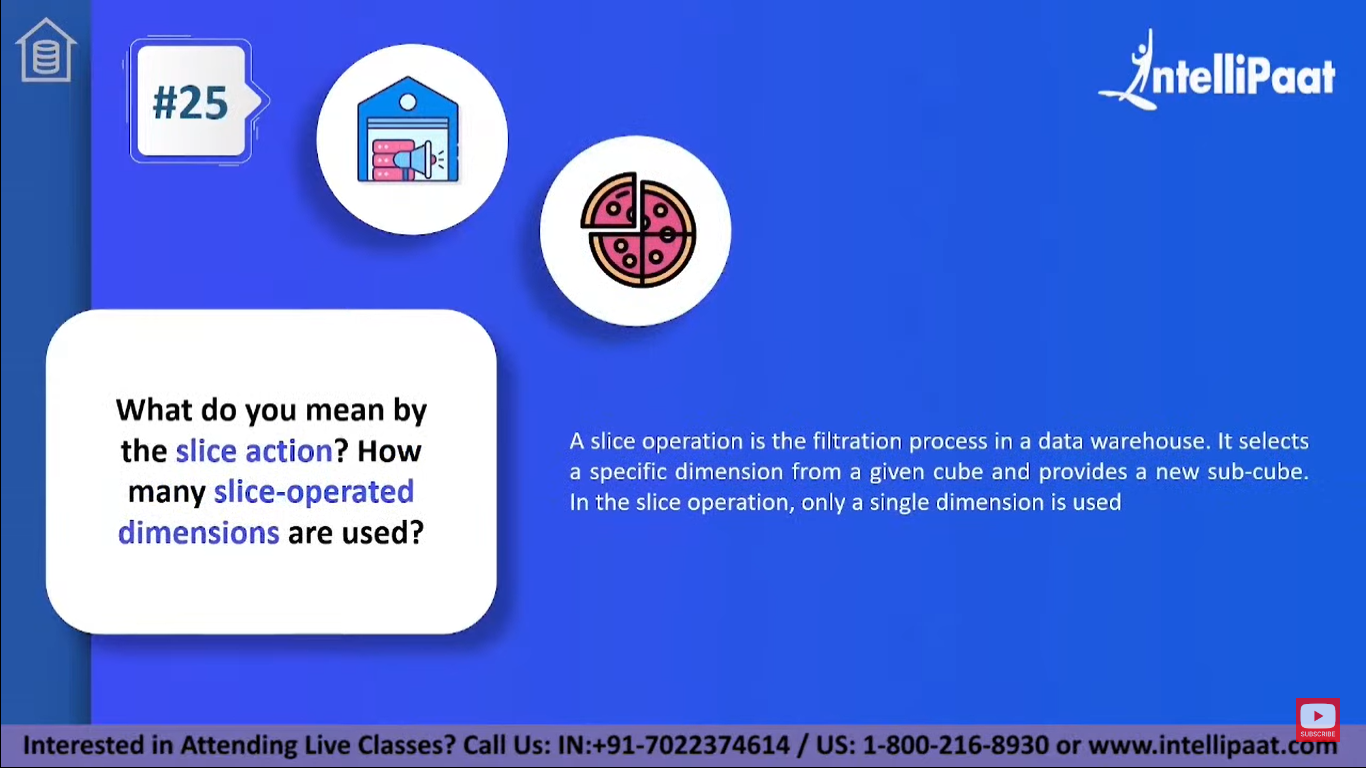 #25
IntelliPaat
What do you mean by
the slice action? How
many slice-operated
dimensions are used?
A slice operation is the filtration process in a data warehouse. It selects
a specific dimension from a given cube and provides a new sub-cube.
In the slice operation, only a single dimension is used
SUBSCRIBE
Interested in Attending Live Classes? Call Us: IN:+91-7022374614 / US: 1-800-216-8930 or www.intellipaat.com